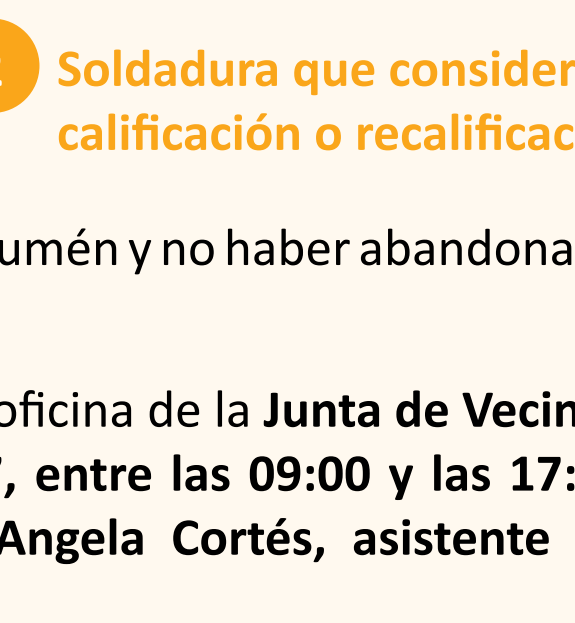 Soldadura que consider
calificación o recalificac
umén y no haber abandona
oficina de la Junta de Vecin
, entre las 09:00 y las 17:
Angela Cortés, asistente